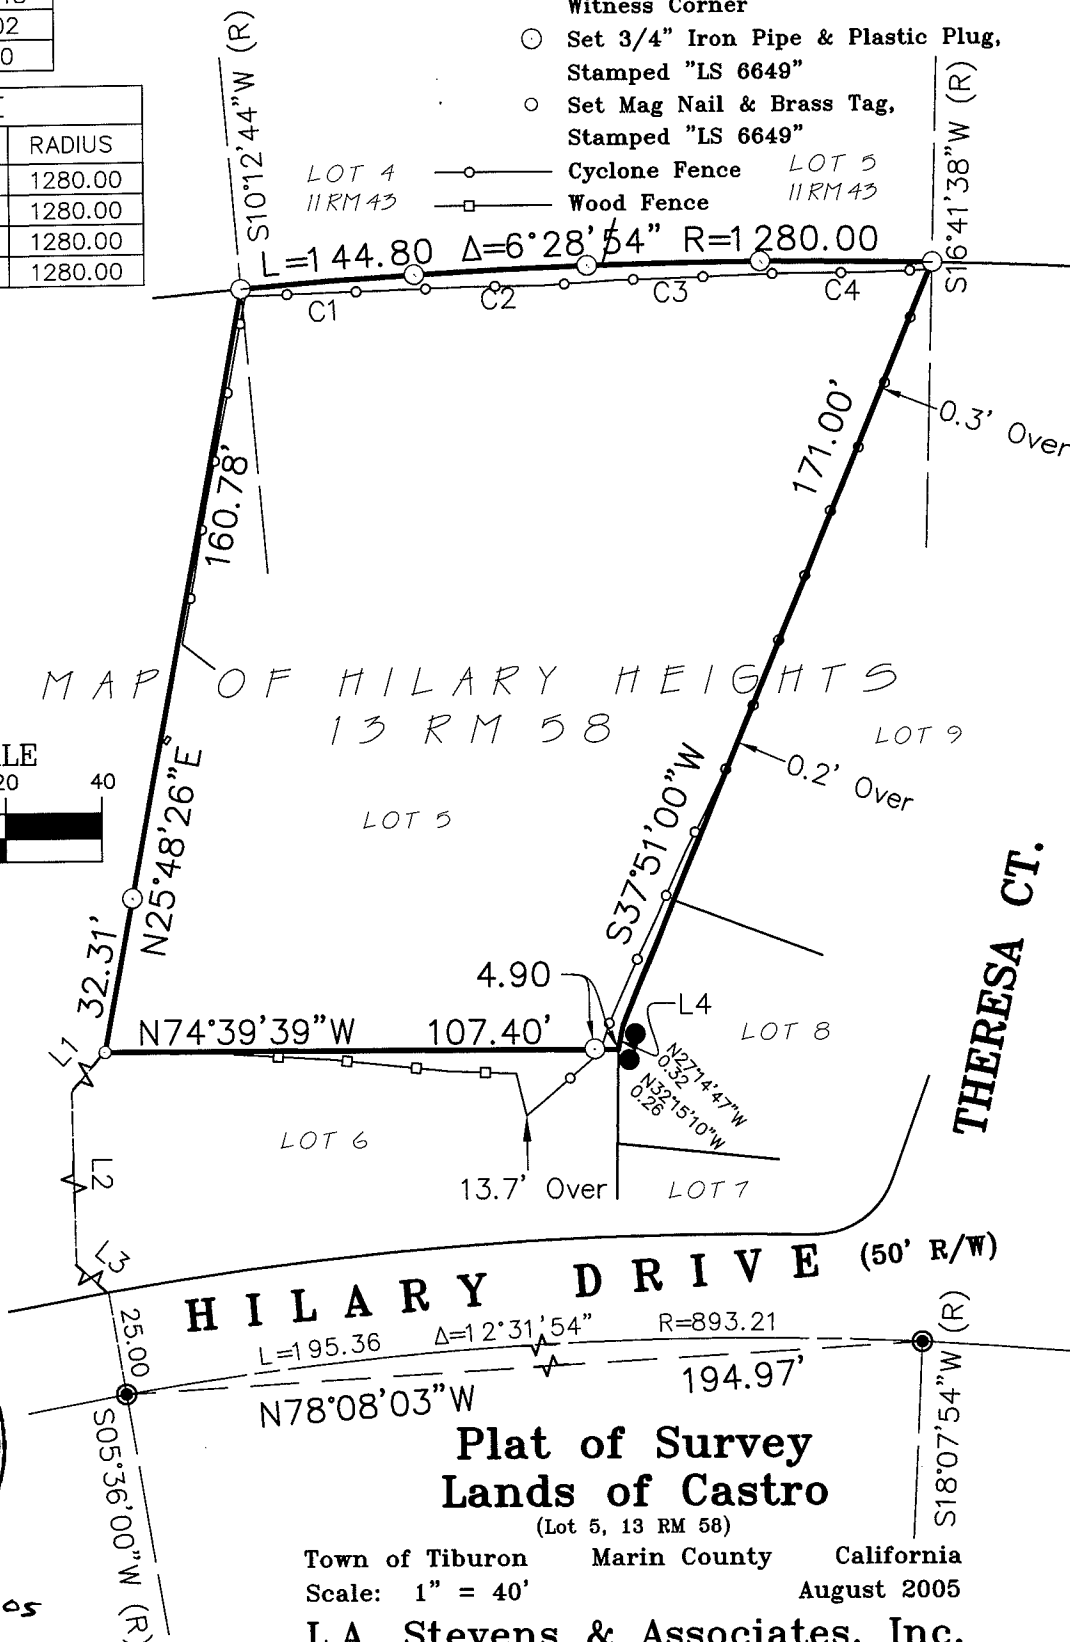 02
0
RADIUS
1280.00
1280.00
1280.00
1280.00
Witness Corner
Set 3/4" Iron Pipe & Plastic Plug,
Stamped "LS 6649"
Set Mag Nail & Brass Tag,
Stamped "LS 6649"
Cyclone Fence
Wood Fence
LOT 4
11 RM 43
LOT 5
11 RM 43
S10°12'44"W (R)
S16°41'38"W (R)
L=144.80 Δ=6°28'54" R=1280.00
C1
C2
C3
C4
160.78'
171.00'
0.3' Over
MAP OF HILARY HEIGHTS
13 RM 58
LOT 9
LE
20 40
0.2' Over
LOT 5
N25°48'26"E
S37°51'00"W
32.31'
THERESA CT.
4.90
L4
N74°39'39"W 107.40'
LOT 8
L1
N27°14'47"W
0.32
N32°15'10"W
0.26
LOT 6
L2
13.7' Over
LOT 7
L3
HILARY DRIVE (50' R/W)
25.00
L=195.36 Δ=12°31'54" R=893.21
N78°08'03"W 194.97'
S05°36'00"W (R)
S18°07'54"W (R)
Plat of Survey
Lands of Castro
(Lot 5, 13 RM 58)
Town of Tiburon Marin County California
Scale: 1" = 40' August 2005
05
L.A. Stevens & Associates, Inc.